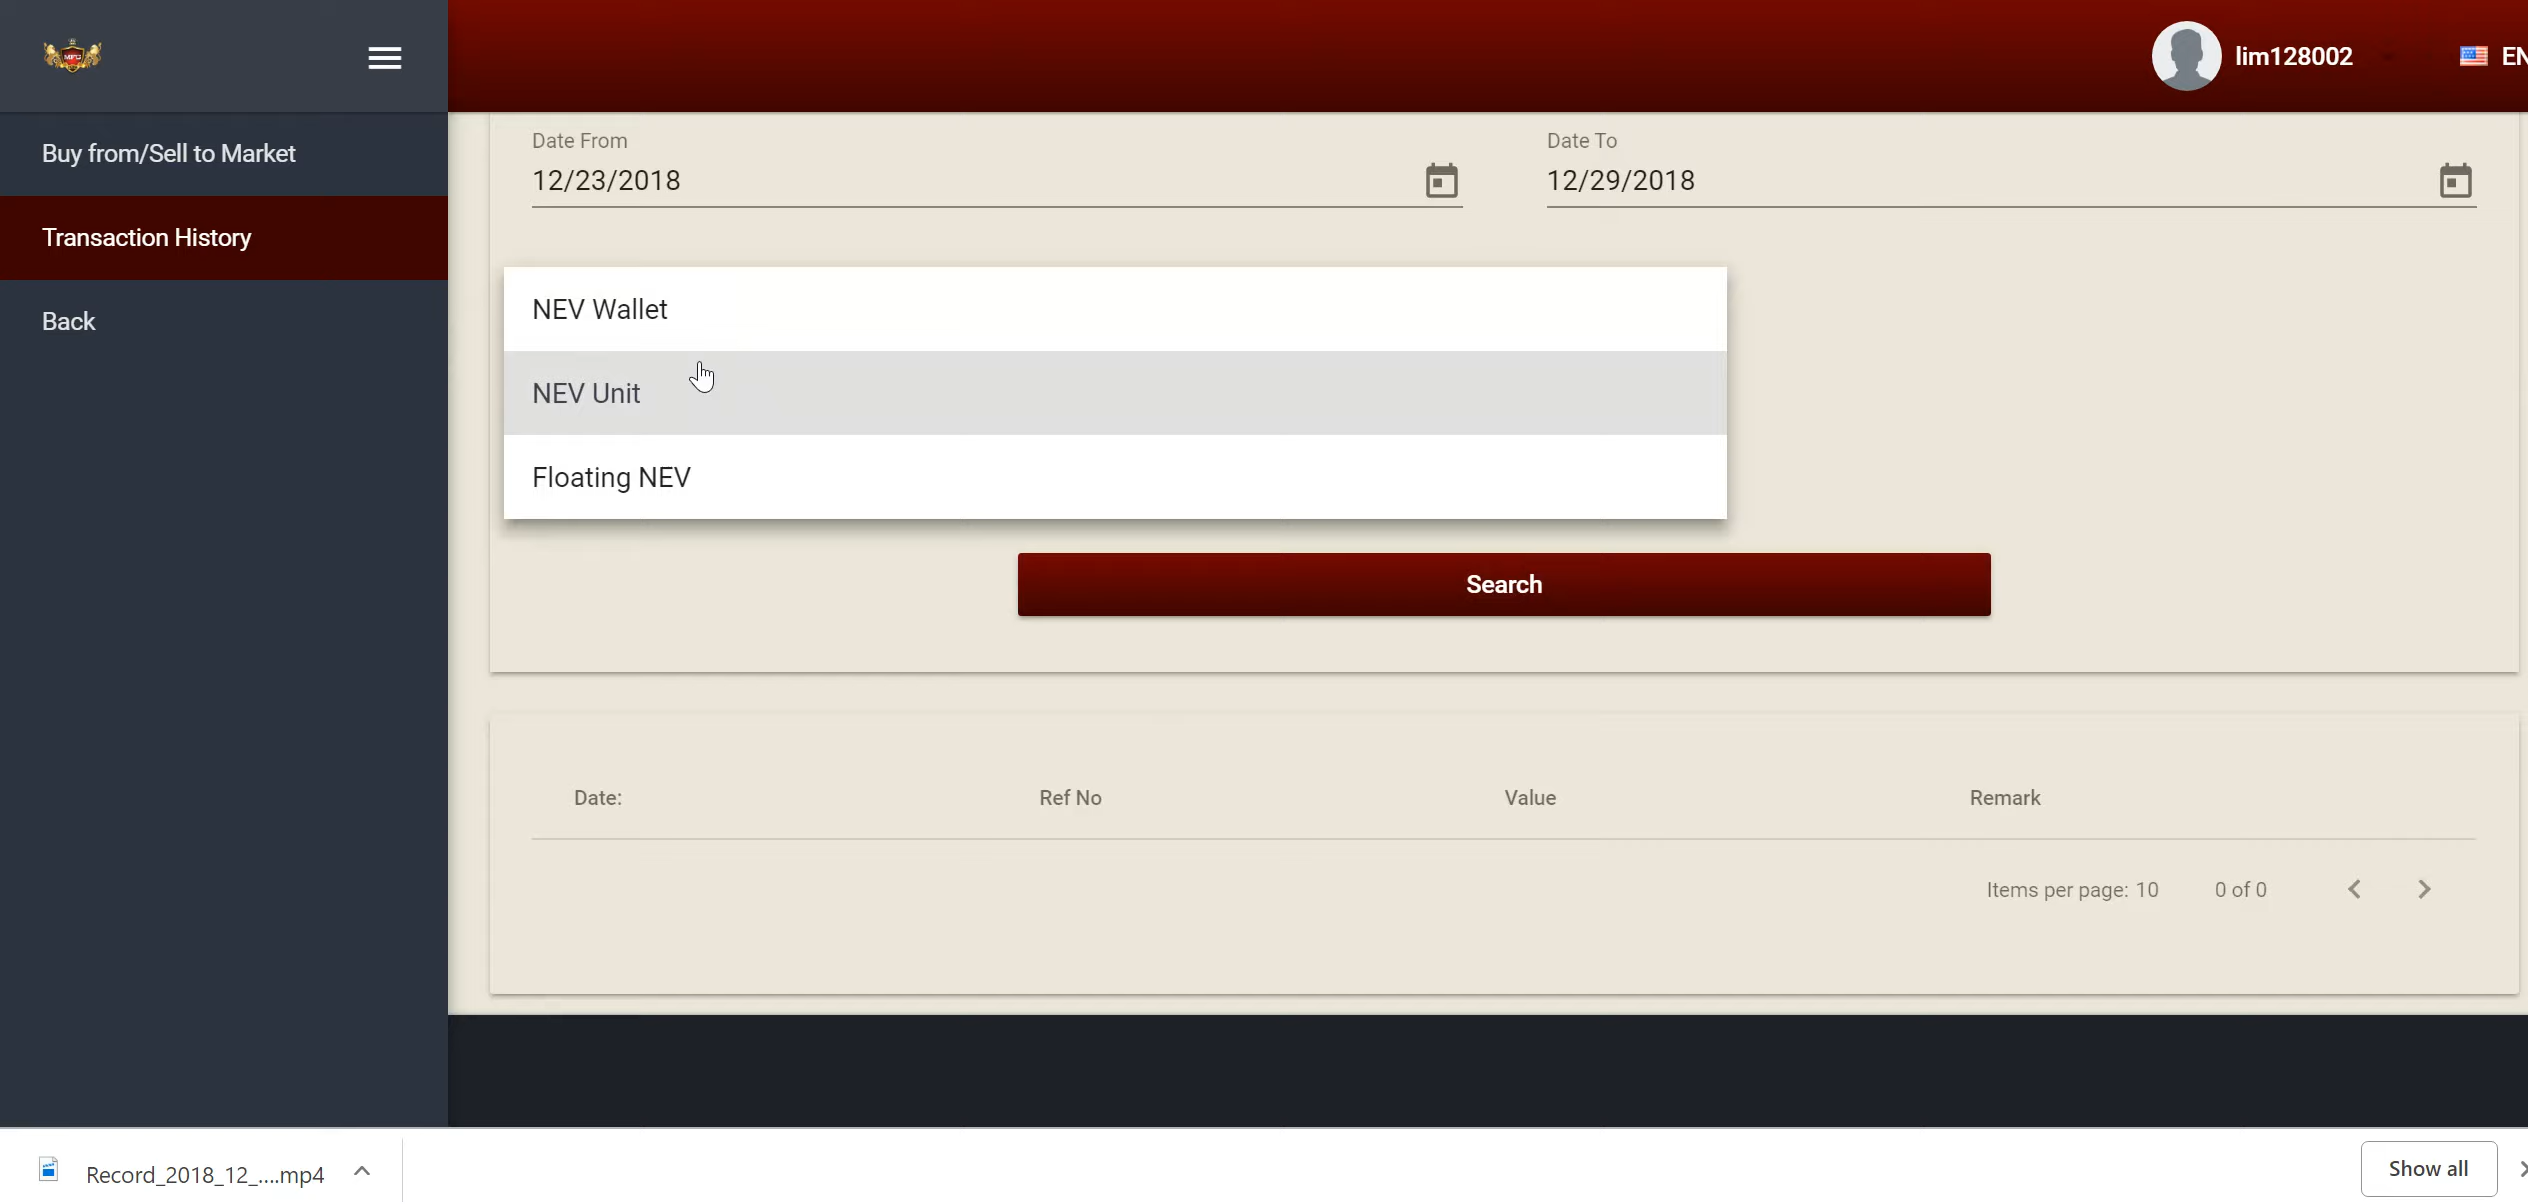 lim128002
EN
Buy from/Sell to Market
Transaction History
Back
Date From
12/23/2018
Date To
12/29/2018
NEV Wallet
NEV Unit
Floating NEV
Search
Date:
Ref No
Value
Remark
Items per page: 10
0 of 0
Record_2018_12_....mp4
Show all